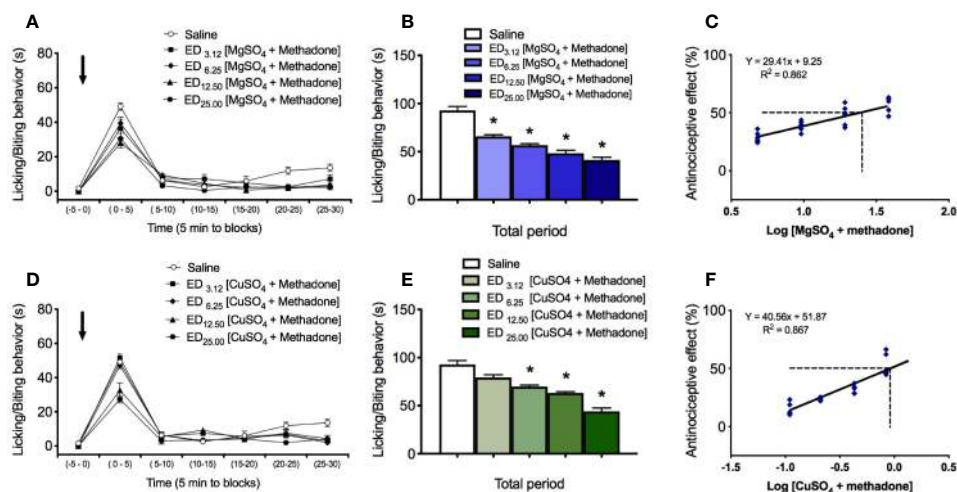 A
Licking/Biting behavior (s)
80
60
40
20
0
Saline
ED 3.12 [MgSO4 + Methadone]
ED 6.25 [MgSO4 + Methadone]
ED12.50 [MgSO4 + Methadone]
ED25.00 [MgSO4 + Methadone]
(-5 - 0) ( 0 - 5) ( 5-10) (10-15) (15-20) (20-25) (25-30)
Time (5 min to blocks)
B
Licking/Biting behavior (s)
150
100
50
0
Saline
ED3.12 [MgSO4 + Methadone]
ED6.25 [MgSO4 + Methadone]
ED12.50 [MgSO4 + Methadone]
ED25.00 [MgSO4 + Methadone]
* * * *
Total period
C
Antinociceptive effect (%)
100
50
0
Y = 29.41x + 9.25
R2 = 0.862
0.5 1.0 1.5 2.0
Log [MgSO4 + methadone]
D
Licking/Biting behavior (s)
80
60
40
20
0
Saline
ED 3.12 [CuSO4 + Methadone]
ED 6.25 [CuSO4 + Methadone]
ED12.50 [CuSO4 + Methadone]
ED25.00 [CuSO4 + Methadone]
(-5 - 0) ( 0 - 5) ( 5-10) (10-15) (15-20) (20-25) (25-30)
Time (5 min to blocks)
E
Licking/Biting behavior (s)
150
100
50
0
Saline
ED 3.12 [CuSO4 + Methadone]
ED 6.25 [CuSO4 + Methadone]
ED 12.50 [CuSO4 + Methadone]
ED 25.00 [CuSO4 + Methadone]
* * *
Total period
F
Antinociceptive effect (%)
100
50
0
Y = 40.56x + 51.87
R2 = 0.867
-1.5 -1.0 -0.5 0.0 0.5
Log [CuSO4 + methadone]